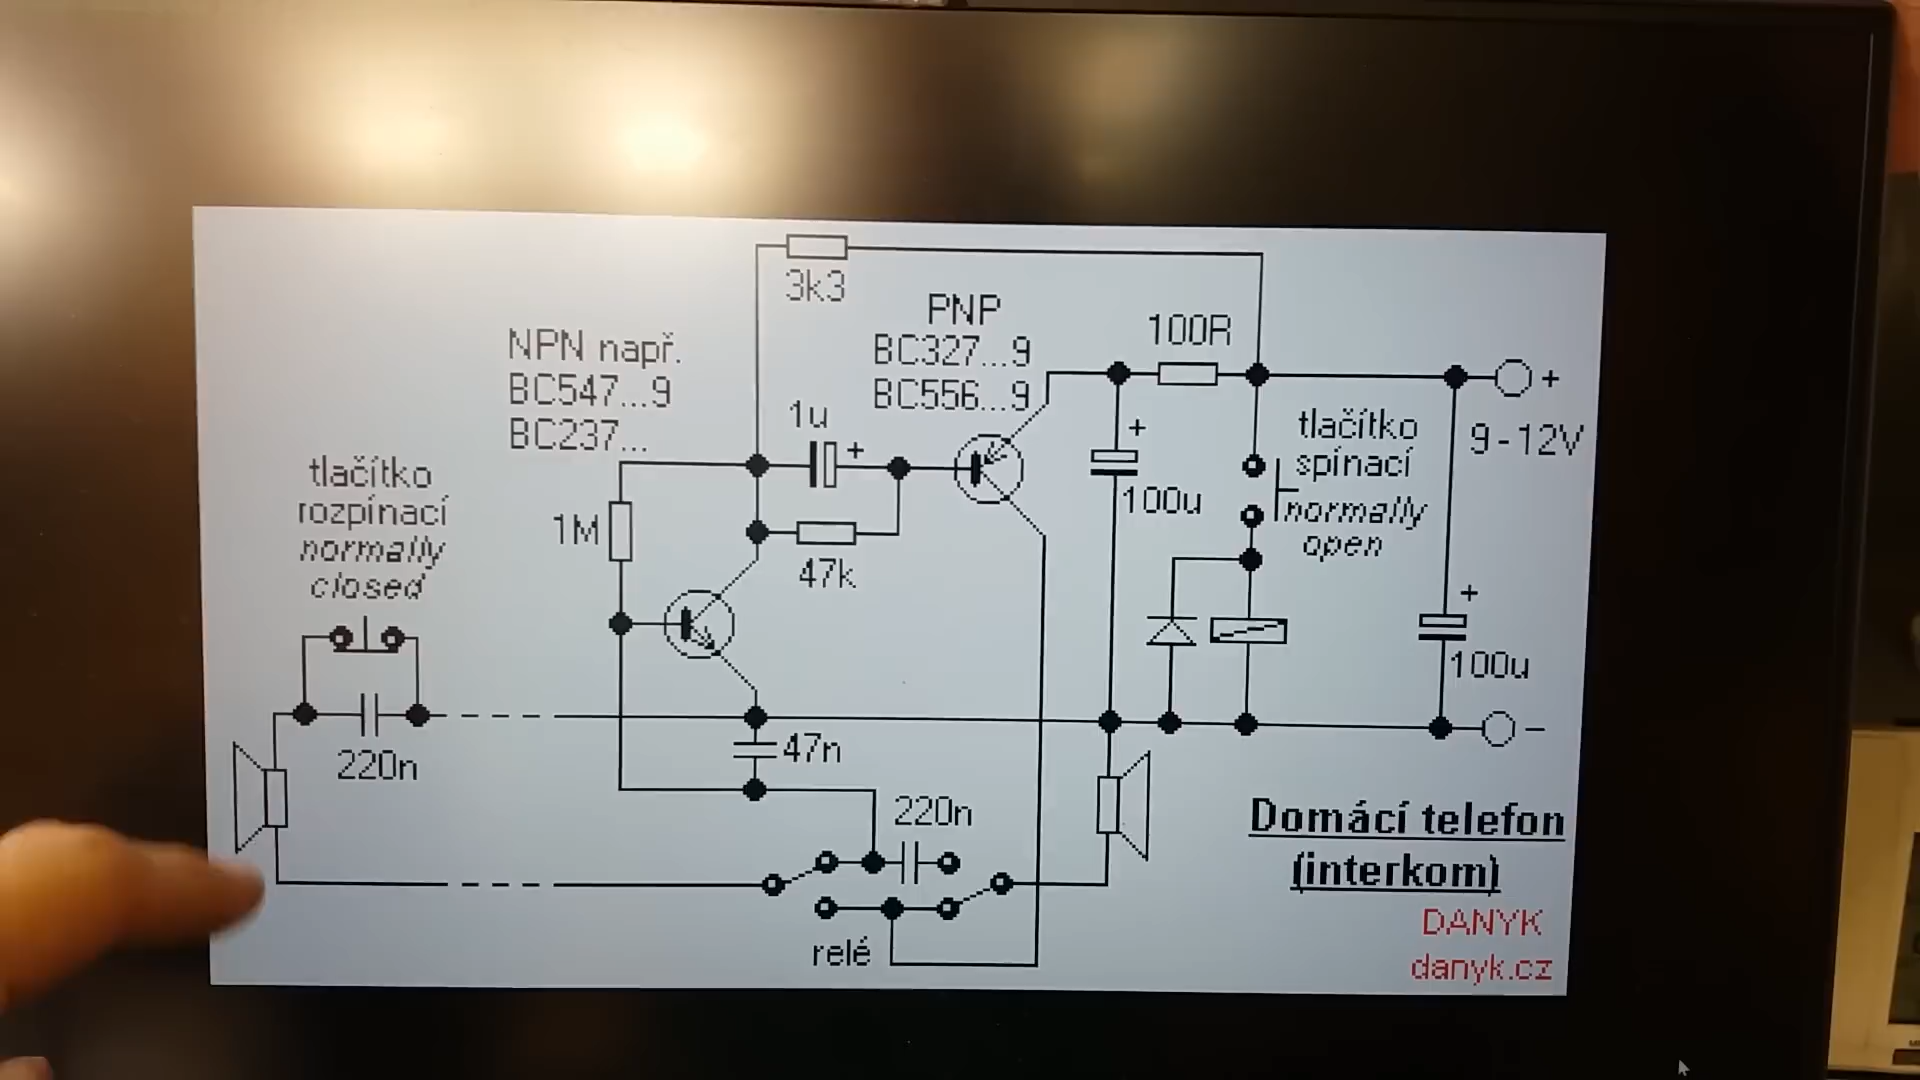 3k3
PNP
BC327...9
BC556...9
100R
NPN např.
BC547...9
BC237...
1u
+
+
+
9-12V
tlačítko
spínací
normally
open
tlačítko
rozpínací
normally
closed
1M
47k
100u
+
100u
-
220n
47n
220n
relé
Domácí telefon
(interkom)
DANYK
danyk.cz